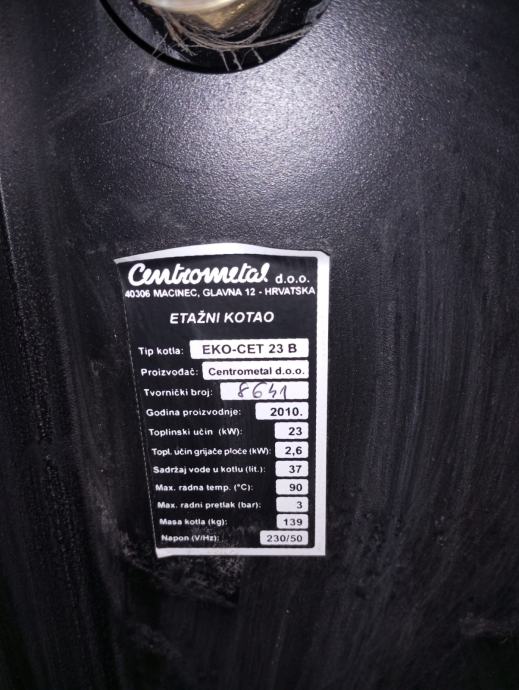 Centrometal d.o.o.
40306 MACINEC, GLAVNA 12 - HRVATSKA
ETAŽNI KOTAO
Tip kotla: EKO-CET 23 B
Proizvođač: Centrometal d.o.o.
Tvornički broj: 8641
Godina proizvodnje: 2010.
Toplinski učin (kW): 23
Topl. učin grijače ploče (kW): 2,6
Sadržaj vode u kotlu (lit.): 37
Max. radna temp. (°C): 90
Max. radni pretlak (bar): 3
Masa kotla (kg): 139
Napon (V/Hz): 230/50